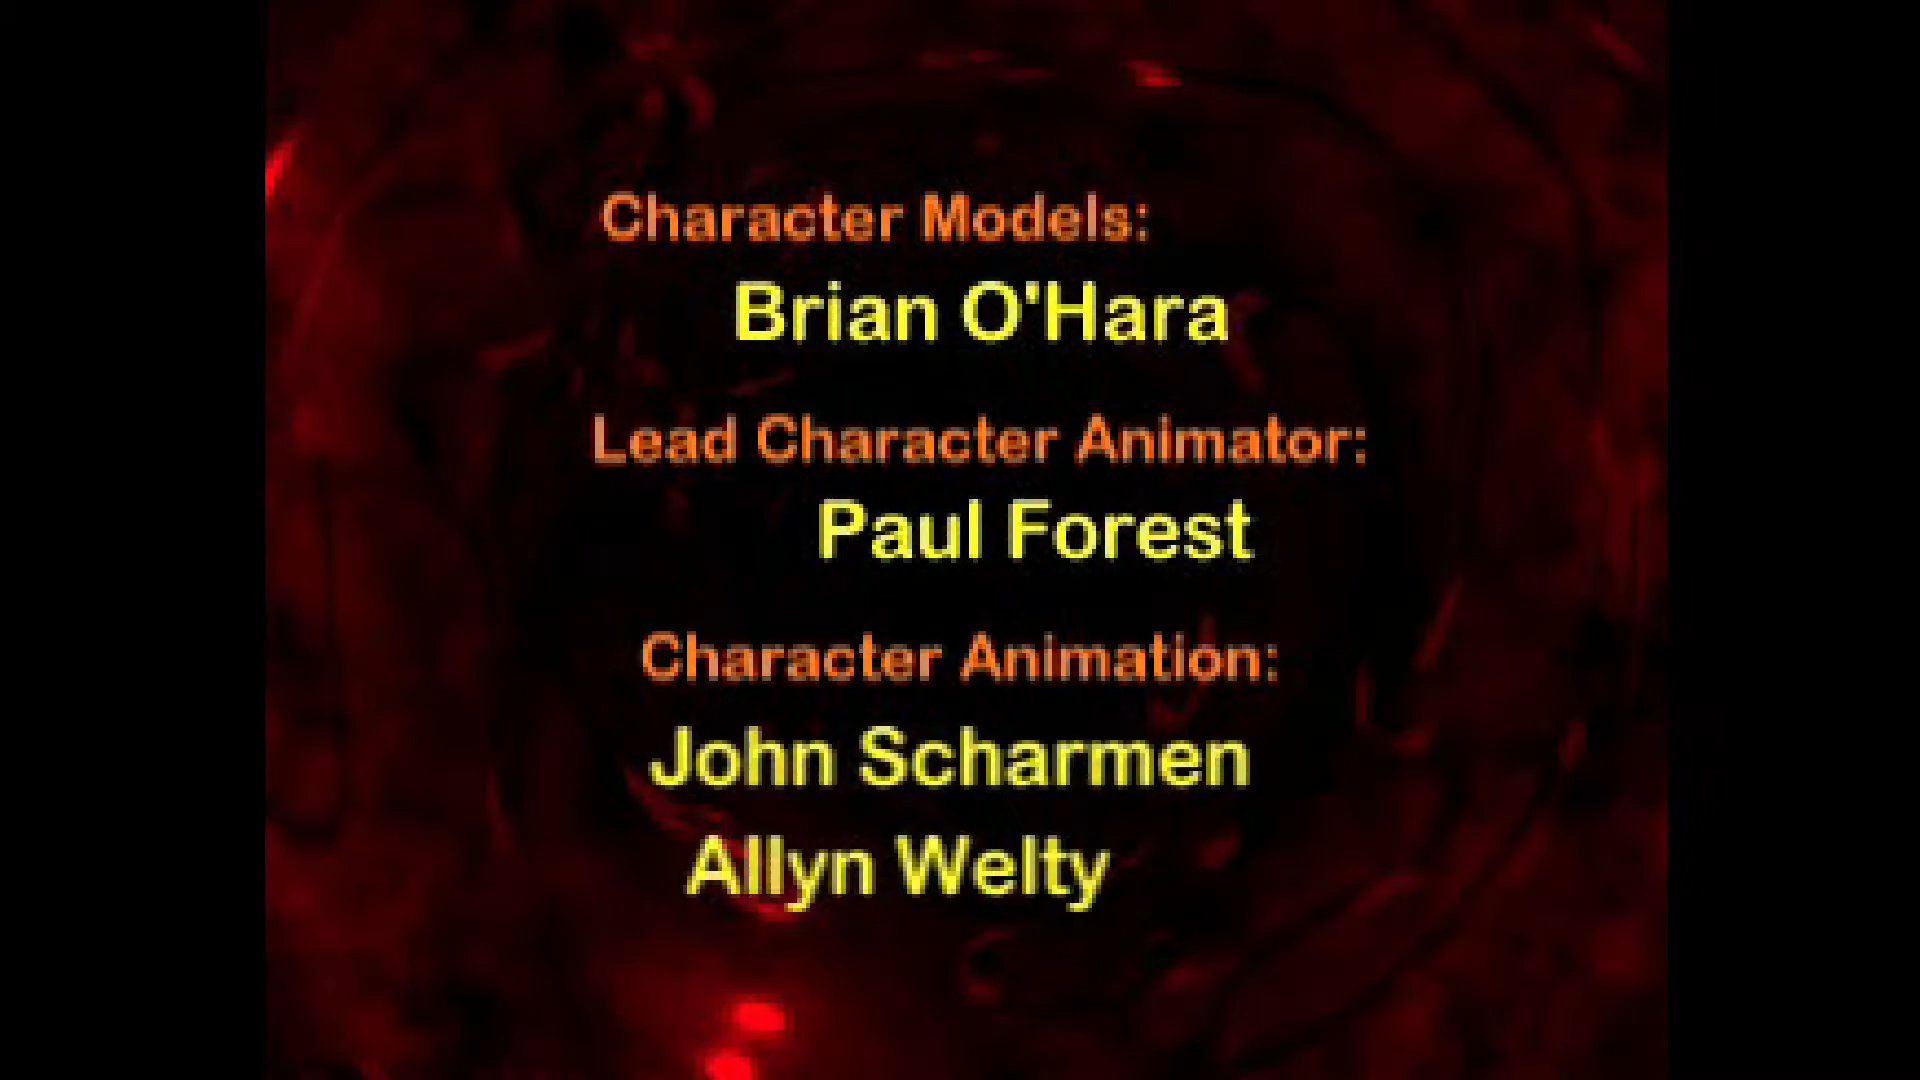 Character Models:
Brian O'Hara
Lead Character Animator:
Paul Forest
Character Animation:
John Scharmen
Allyn Welty